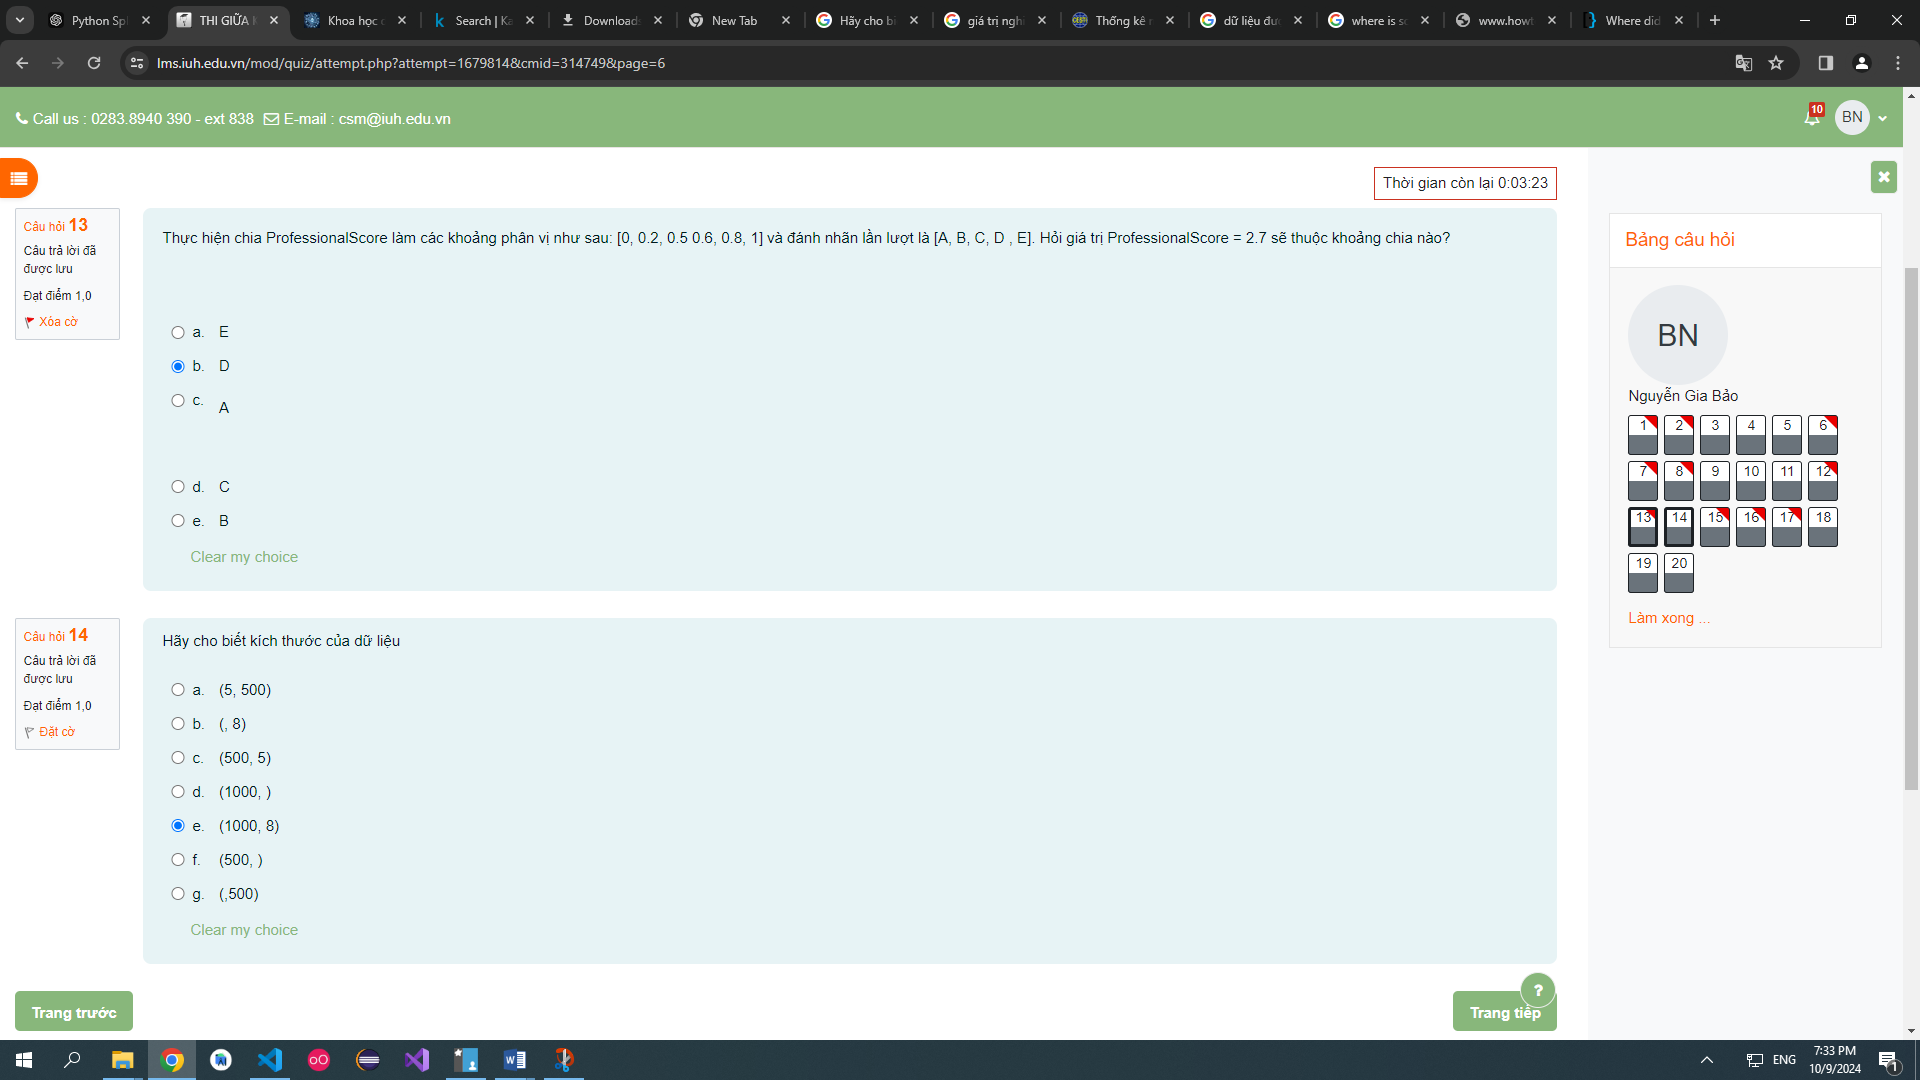 Python Spl
THI GIỮA K
Khoa học d
Search | Ka
Downloads
New Tab
Hãy cho bi
giá trị nghi
Thống kê m
dữ liệu đượ
where is sc
www.howt
Where did
lms.iuh.edu.vn/mod/quiz/attempt.php?attempt=1679814&cmid=314749&page=6
Call us : 0283.8940 390 - ext 838 E-mail : csm@iuh.edu.vn
10
BN
Thời gian còn lại 0:03:23
Câu hỏi 13
Câu trả lời đã
được lưu
Đạt điểm 1,0
Xóa cờ
Thực hiện chia ProfessionalScore làm các khoảng phân vị như sau: [0, 0.2, 0.5 0.6, 0.8, 1] và đánh nhãn lần lượt là [A, B, C, D , E]. Hỏi giá trị ProfessionalScore = 2.7 sẽ thuộc khoảng chia nào?
a. E
b. D
c. A
d. C
e. B
Clear my choice
Câu hỏi 14
Câu trả lời đã
được lưu
Đạt điểm 1,0
Đặt cờ
Hãy cho biết kích thước của dữ liệu
a. (5, 500)
b. (, 8)
c. (500, 5)
d. (1000, )
e. (1000, 8)
f. (500, )
g. (,500)
Clear my choice
Trang trước
Trang tiếp
?
Bảng câu hỏi
BN
Nguyễn Gia Bảo
1 2 3 4 5 6
7 8 9 10 11 12
13 14 15 16 17 18
19 20
Làm xong ...
ENG
7:33 PM
10/9/2024
1